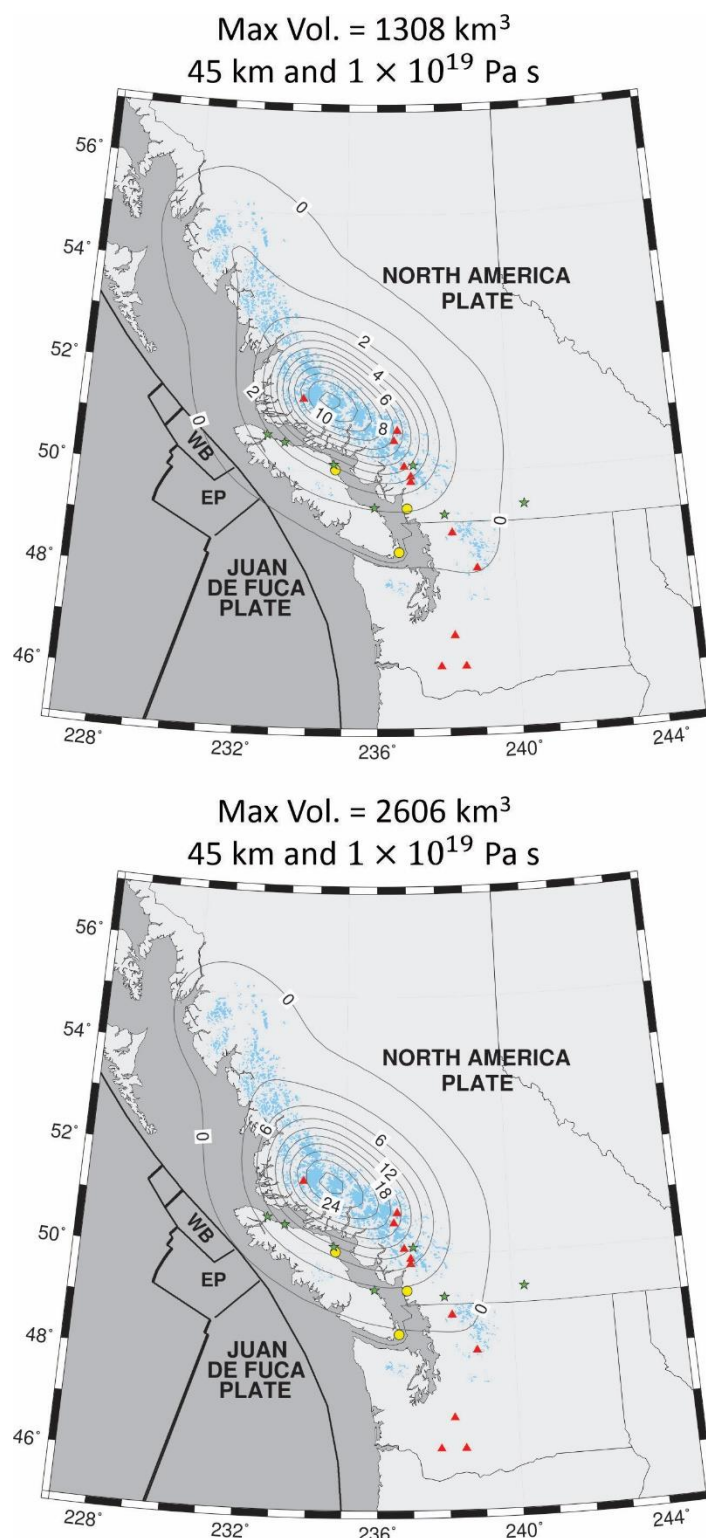 Max Vol. = 1308 km³
45 km and 1 × 10¹⁹ Pa s
56°
54°
52°
50°
48°
46°
228°
232°
236°
240°
244°
0
NORTH AMERICA
PLATE
2
4
6
2
10
8
0
WB
EP
0
JUAN
DE FUCA
PLATE
Max Vol. = 2606 km³
45 km and 1 × 10¹⁹ Pa s
56°
54°
52°
50°
48°
46°
228°
232°
236°
240°
244°
0
NORTH AMERICA
PLATE
0
6
6
12
18
24
WB
EP
0
JUAN
DE FUCA
PLATE